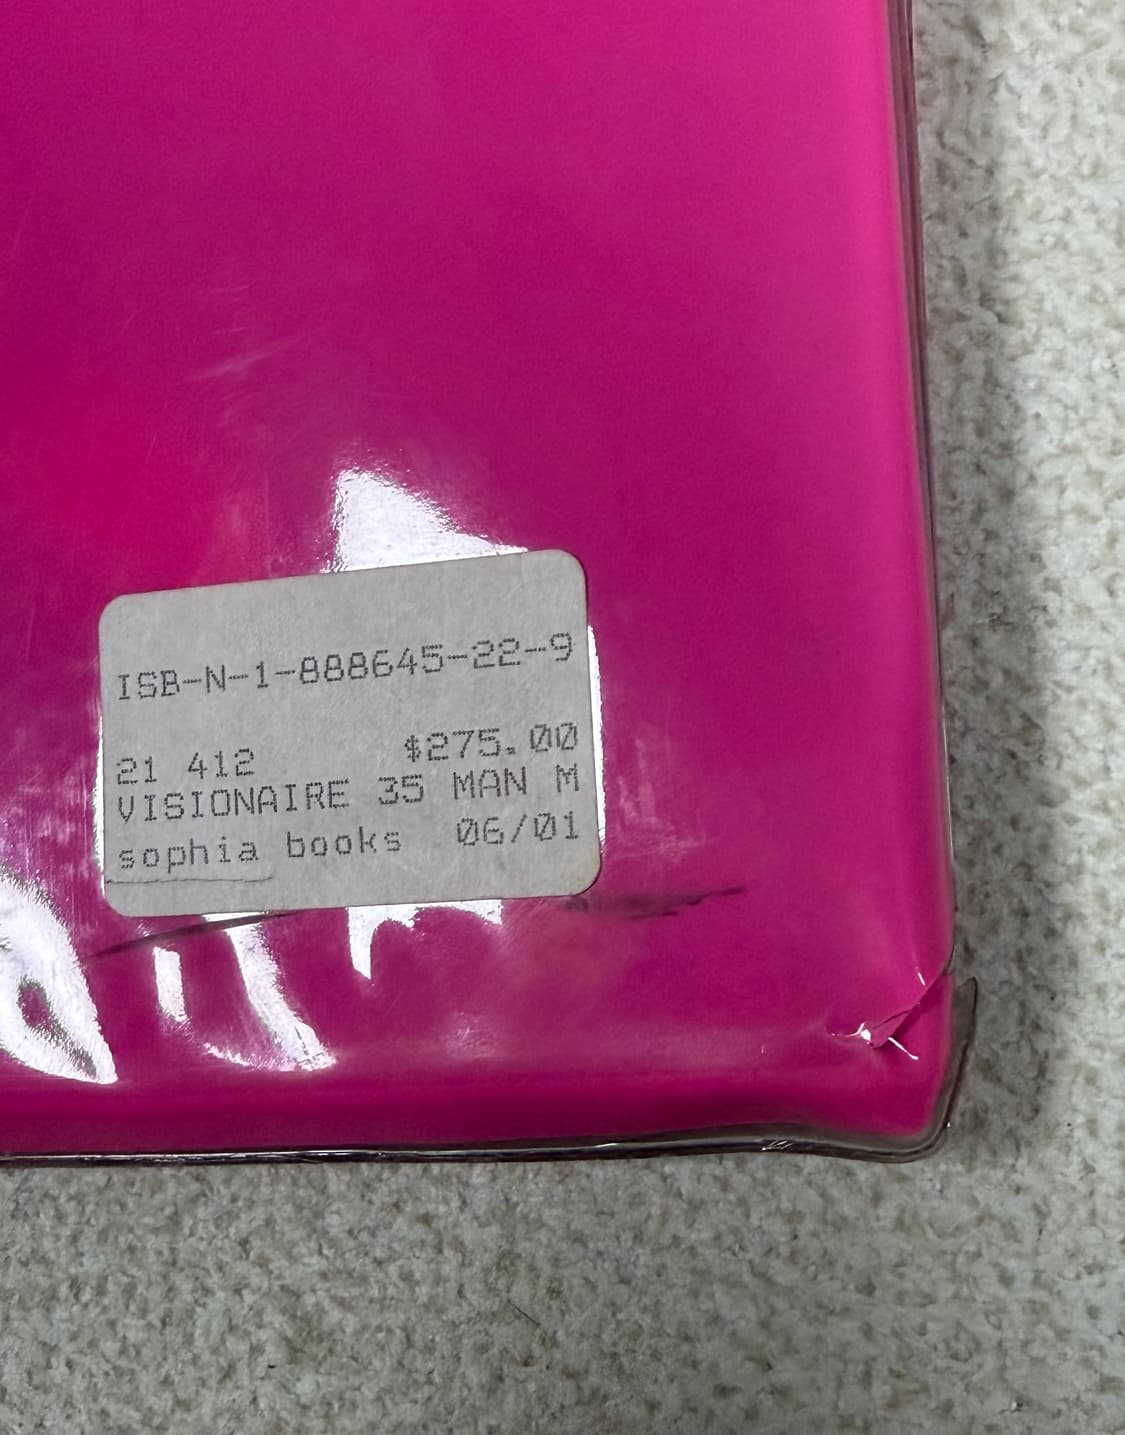 ISB-N-1-888645-22-9
21 412 $275.00
VISIONAIRE 35 MAN M
sophia books 06/01